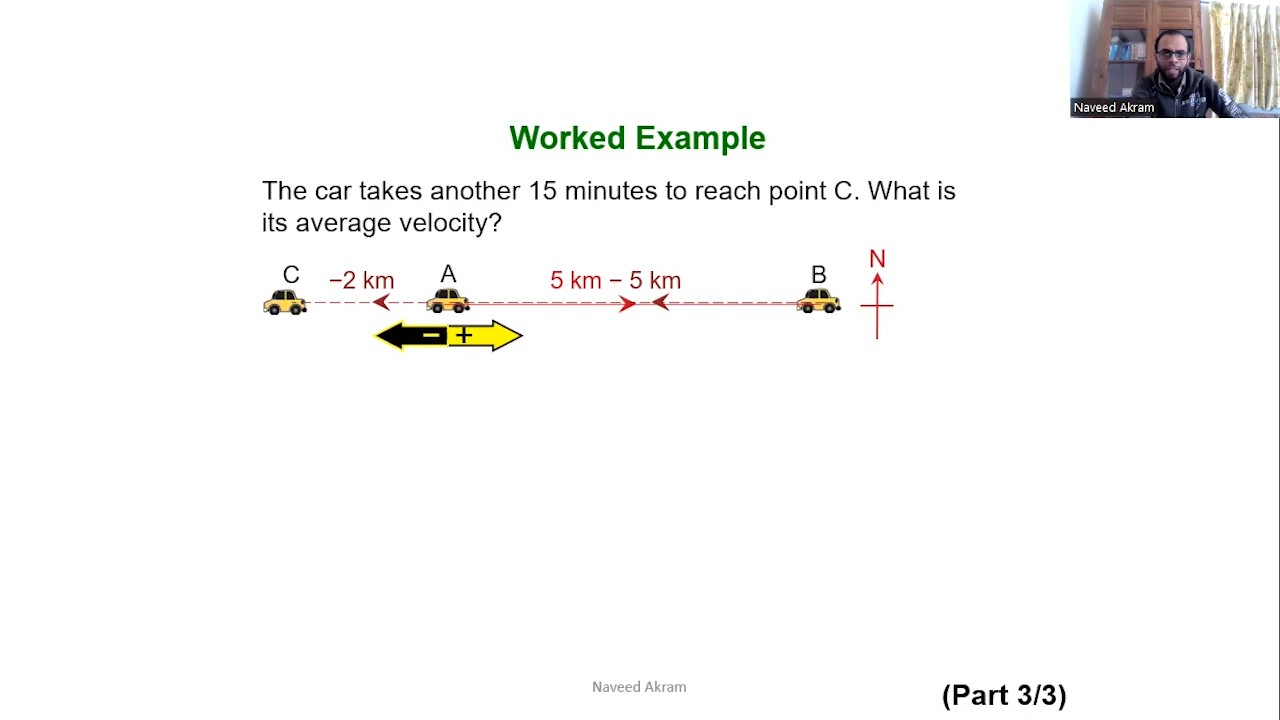 Naveed Akram
Worked Example
The car takes another 15 minutes to reach point C. What is
its average velocity?
C −2 km A 5 km − 5 km B N
− +
Naveed Akram
(Part 3/3)